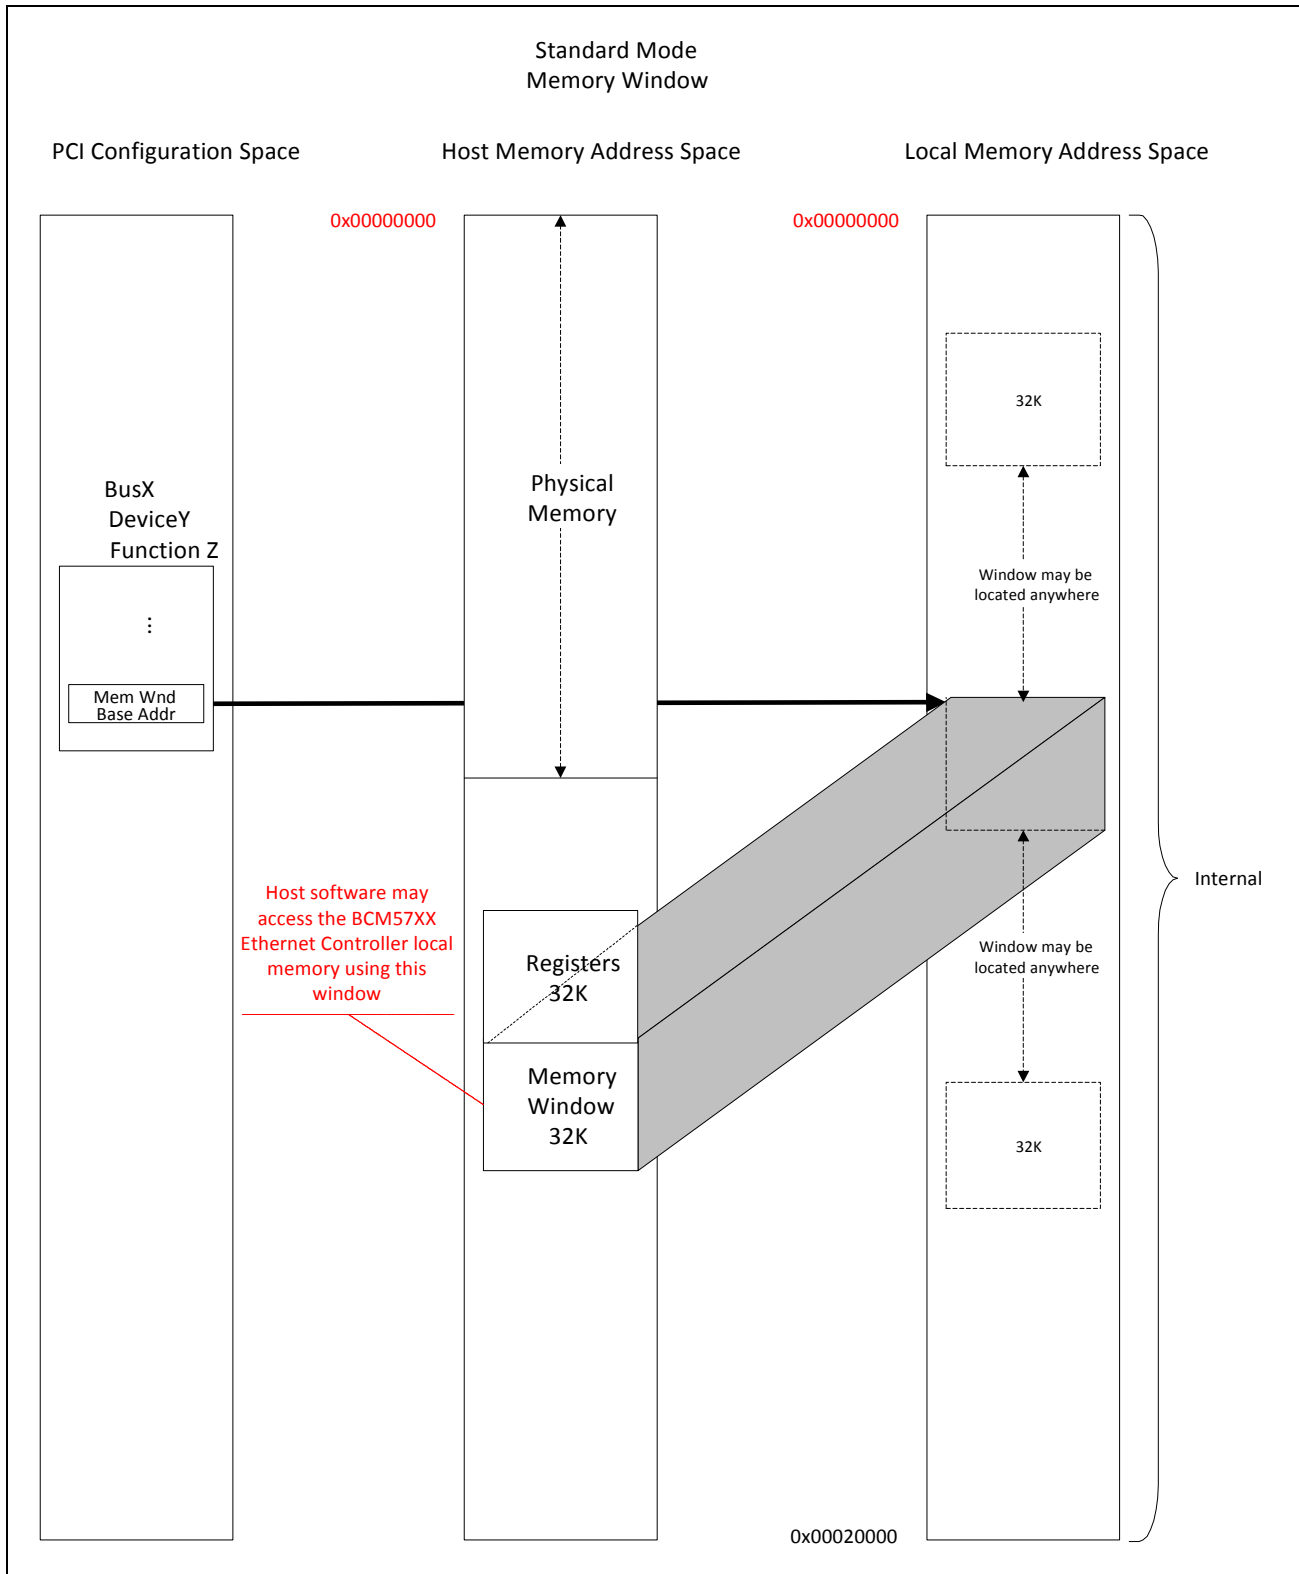 Standard Mode
Memory Window
PCI Configuration Space
Host Memory Address Space
Local Memory Address Space
0x00000000
0x00000000
32K
Physical
Memory
BusX
DeviceY
Function Z
...
Window may be
located anywhere
Mem Wnd
Base Addr
Internal
Host software may
access the BCM57XX
Ethernet Controller local
memory using this
window
Registers
32K
Window may be
located anywhere
Memory
Window
32K
32K
0x00020000